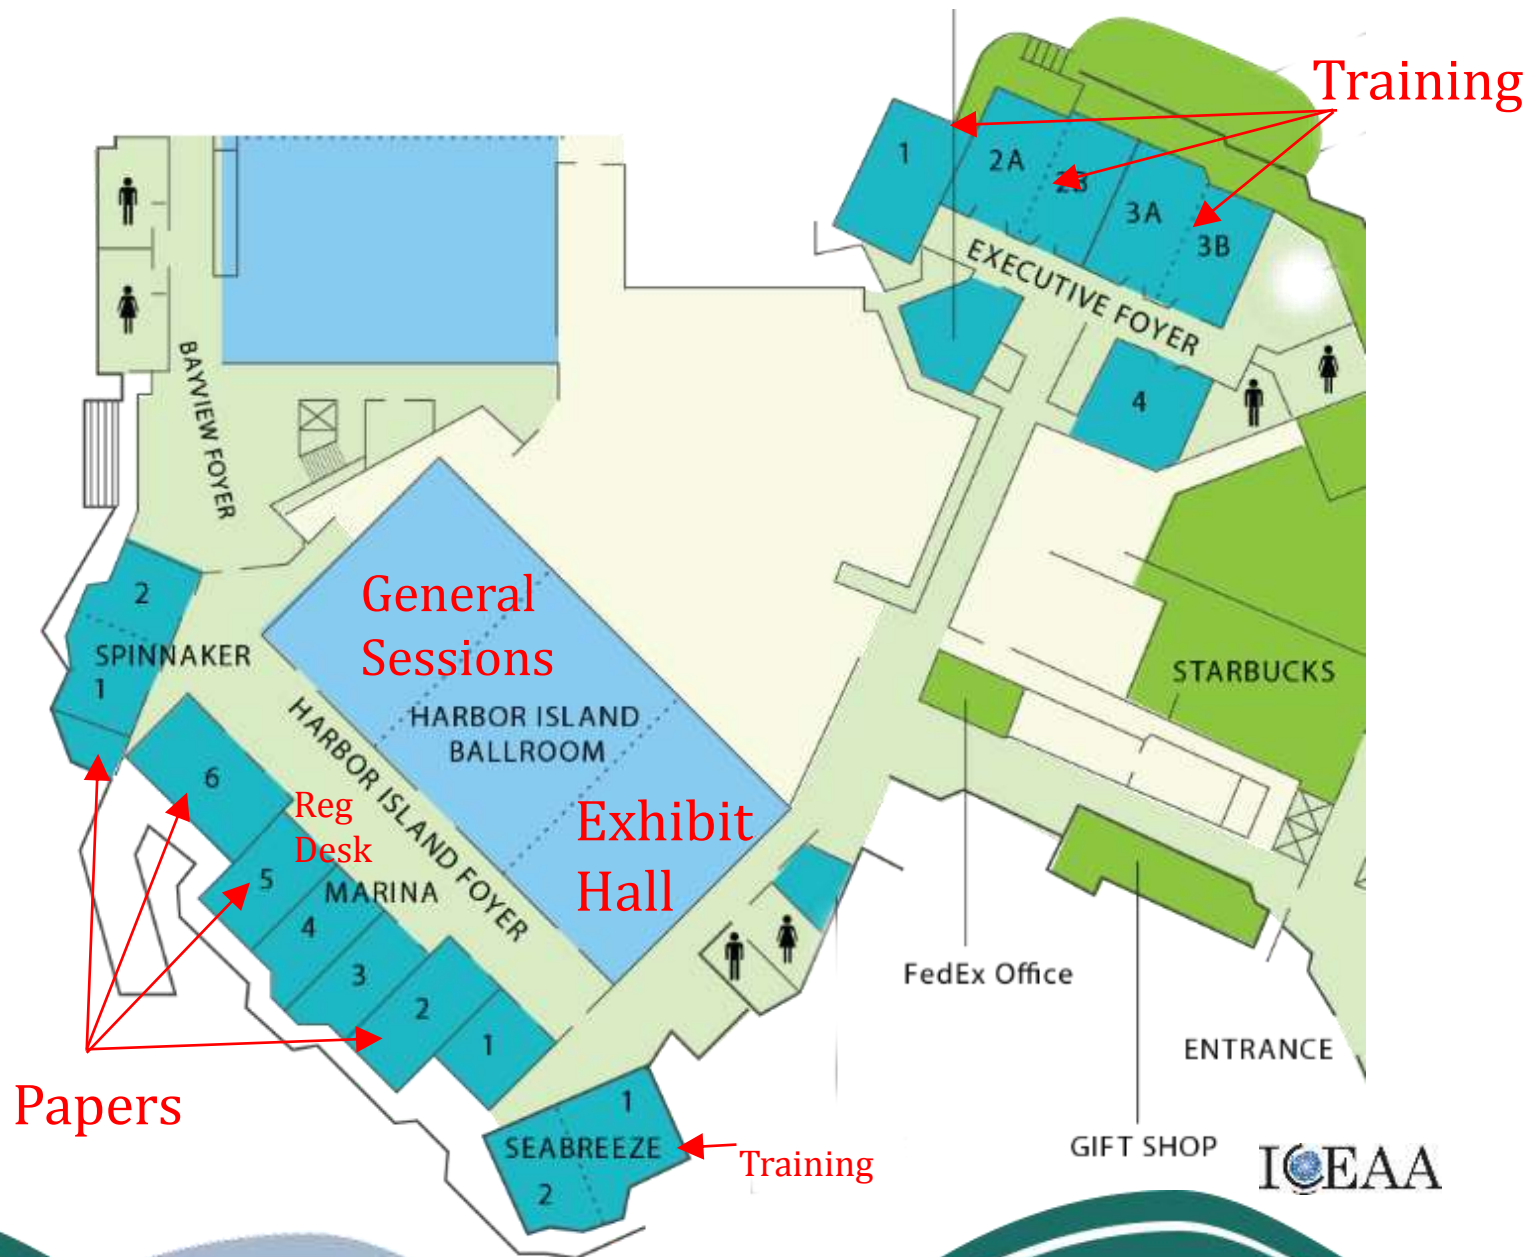 Training
1
2A
2B
3A
3B
EXECUTIVE FOYER
4
BAYVIEW FOYER
2
SPINNAKER
1
General
Sessions
HARBOR ISLAND
BALLROOM
HARBOR ISLAND FOYER
STARBUCKS
6
Reg
Desk
Exhibit
Hall
5
MARINA
4
3
2
1
FedEx Office
ENTRANCE
Papers
1
SEABREEZE
2
Training
GIFT SHOP
ICEAA